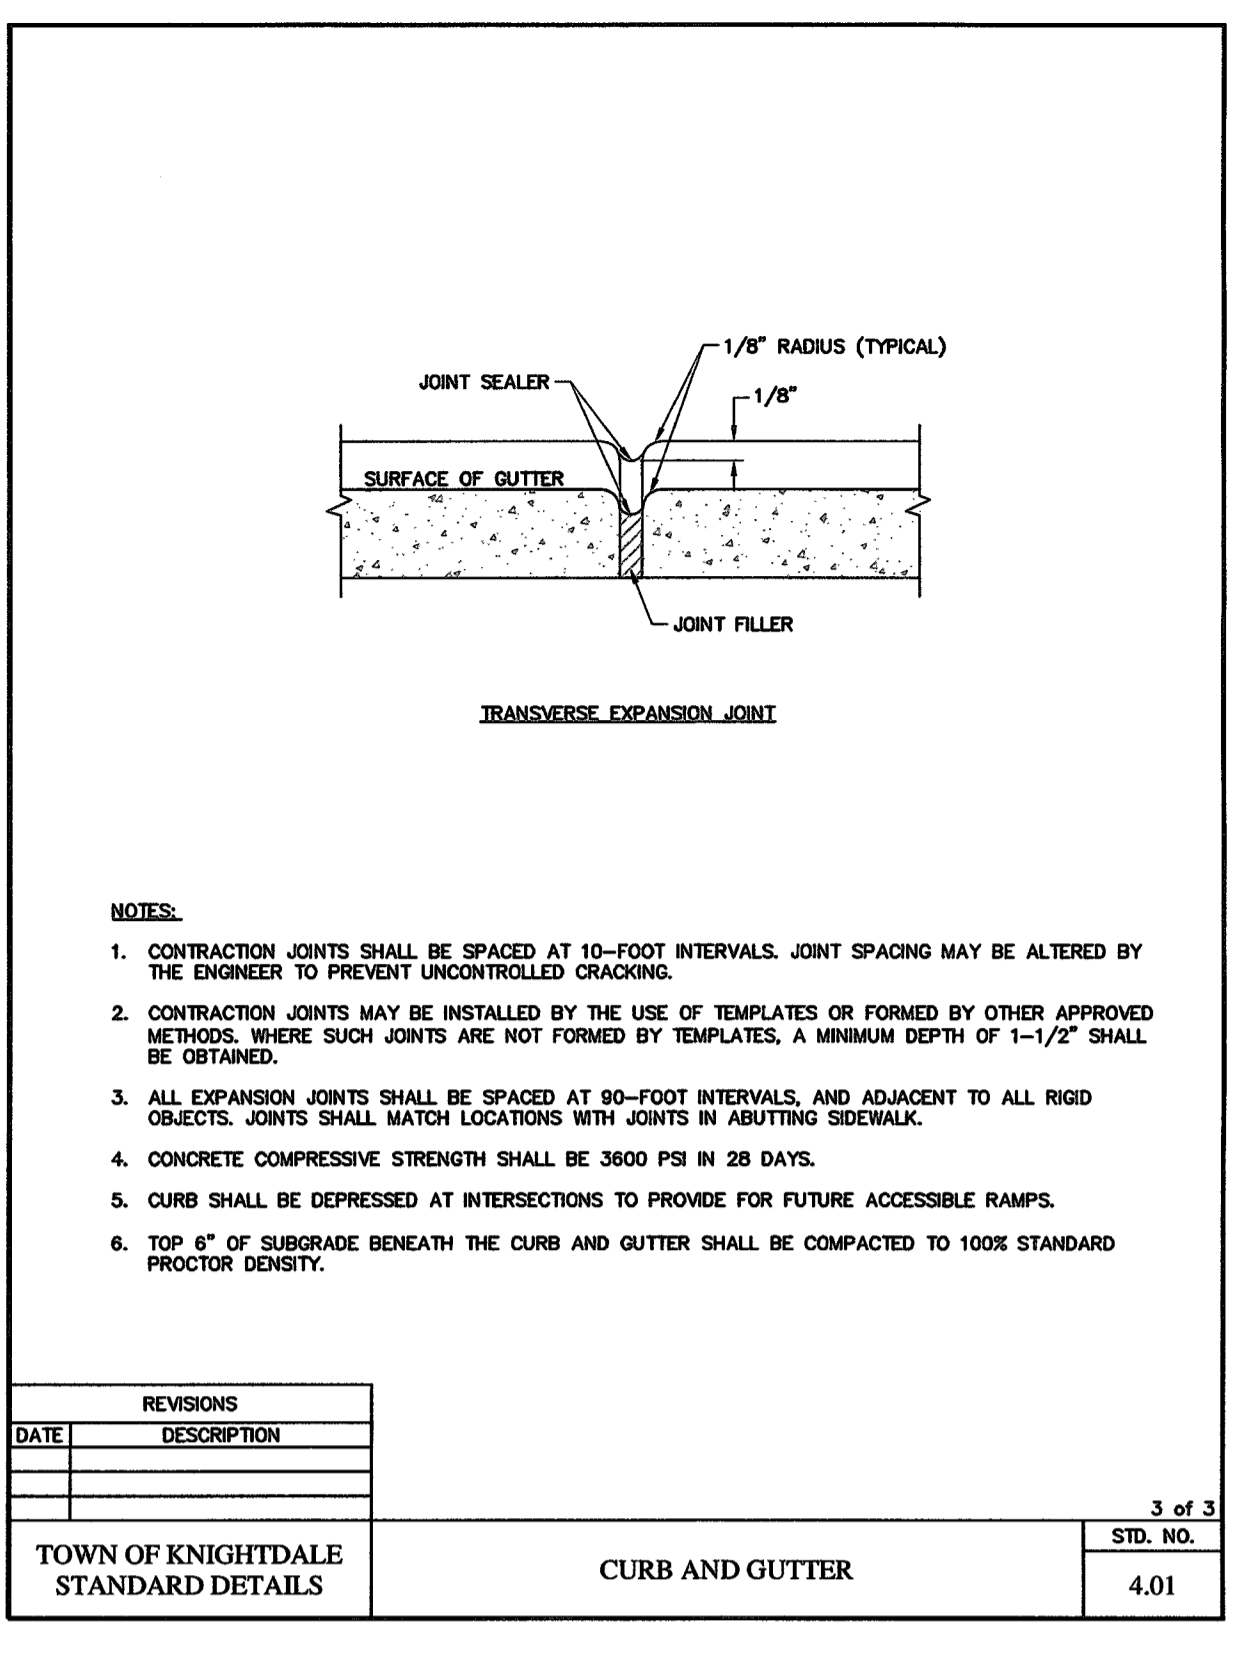 1/8" RADIUS (TYPICAL)
JOINT SEALER
1/8"
SURFACE OF GUTTER
JOINT FILLER
TRANSVERSE EXPANSION JOINT
NOTES:
1. CONTRACTION JOINTS SHALL BE SPACED AT 10-FOOT INTERVALS. JOINT SPACING MAY BE ALTERED BY
THE ENGINEER TO PREVENT UNCONTROLLED CRACKING.
2. CONTRACTION JOINTS MAY BE INSTALLED BY THE USE OF TEMPLATES OR FORMED BY OTHER APPROVED
METHODS. WHERE SUCH JOINTS ARE NOT FORMED BY TEMPLATES, A MINIMUM DEPTH OF 1-1/2" SHALL
BE OBTAINED.
3. ALL EXPANSION JOINTS SHALL BE SPACED AT 90-FOOT INTERVALS, AND ADJACENT TO ALL RIGID
OBJECTS. JOINTS SHALL MATCH LOCATIONS WITH JOINTS IN ABUTTING SIDEWALK.
4. CONCRETE COMPRESSIVE STRENGTH SHALL BE 3600 PSI IN 28 DAYS.
5. CURB SHALL BE DEPRESSED AT INTERSECTIONS TO PROVIDE FOR FUTURE ACCESSIBLE RAMPS.
6. TOP 6" OF SUBGRADE BENEATH THE CURB AND GUTTER SHALL BE COMPACTED TO 100% STANDARD
PROCTOR DENSITY.
REVISIONS
DATE DESCRIPTION
3 of 3
TOWN OF KNIGHTDALE
STANDARD DETAILS
CURB AND GUTTER
STD. NO.
4.01